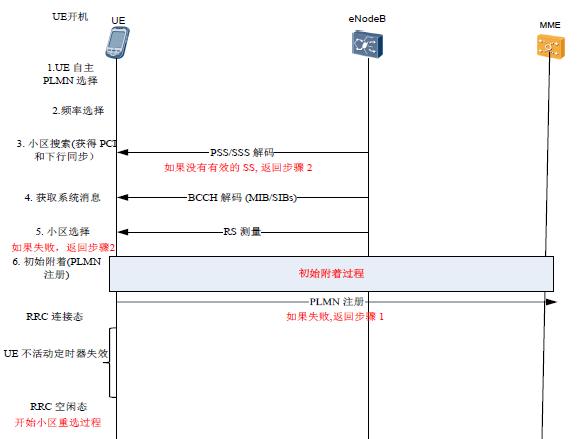 UE开机
UE
eNodeB
MME
1.UE 自主
PLMN 选择
2.频率选择
3. 小区搜索(获得 PCI
和下行同步）
PSS/SSS 解码
如果没有有效的 SS, 返回步骤 2
4. 获取系统消息
BCCH 解码 (MIB/SIBs)
5. 小区选择
RS 测量
如果失败，返回步骤2
6. 初始附着(PLMN
注册)
初始附着过程
PLMN 注册
如果失败,返回步骤 1
RRC 连接态
UE 不活动定时器失效
RRC 空闲态
开始小区重选过程